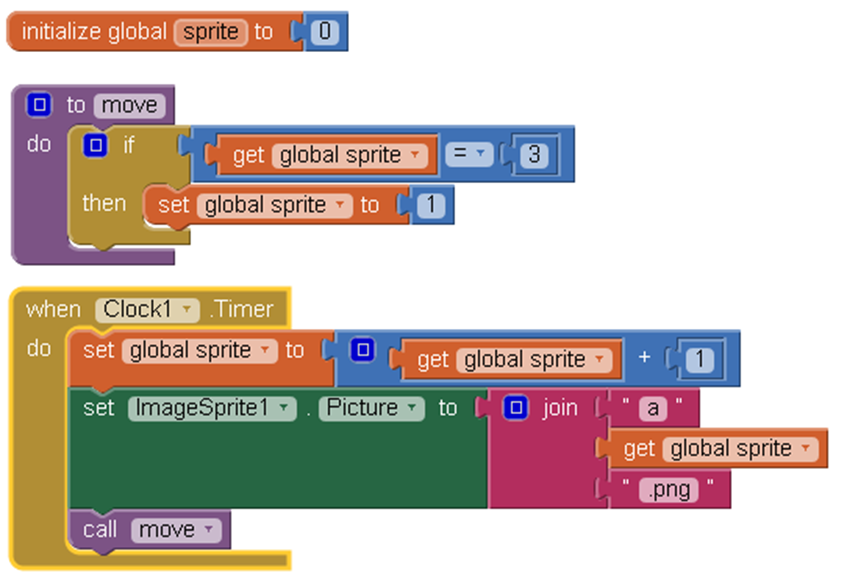 initialize global sprite to 0
to move
do if get global sprite = 3
then set global sprite to 1
when Clock1 .Timer
do set global sprite to get global sprite + 1
set ImageSprite1 . Picture to join " a "
get global sprite
" .png "
call move